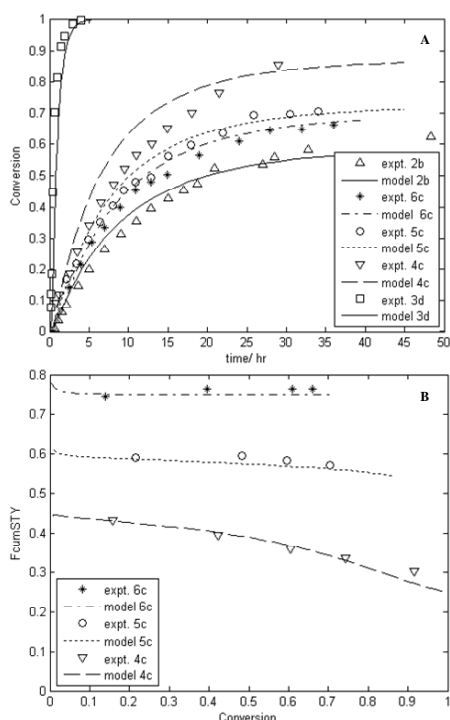 A
1
0.9
0.8
0.7
0.6
0.5
0.4
0.3
0.2
0.1
0
Conversion
0 5 10 15 20 25 30 35 40 45 50
time/ hr
expt. 2b
model 2b
expt. 6c
model 6c
expt. 5c
model 5c
expt. 4c
model 4c
expt. 3d
model 3d
B
0.8
0.7
0.6
0.5
0.4
0.3
0.2
0.1
0
FcumSTY
expt. 6c
model 6c
expt. 5c
model 5c
expt. 4c
model 4c
0 0.1 0.2 0.3 0.4 0.5 0.6 0.7 0.8 0.9 1
Conversion